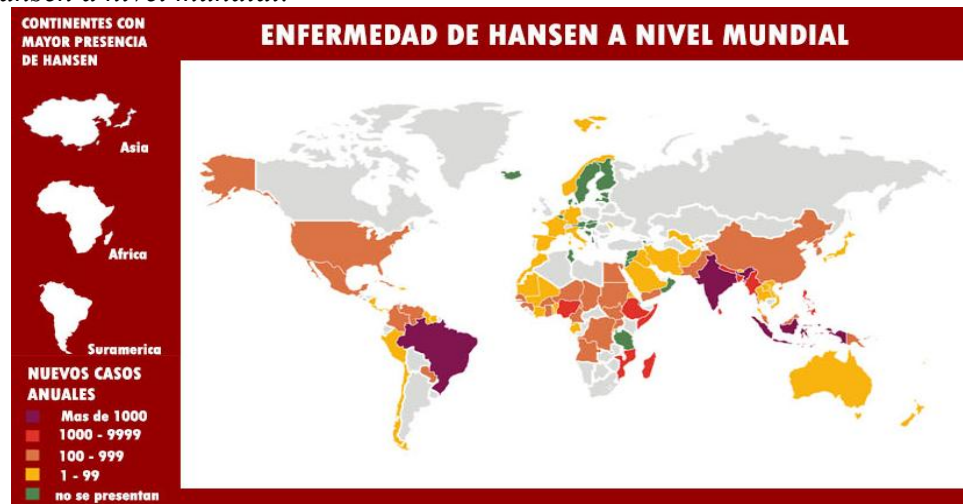 CONTINENTES CON
MAYOR PRESENCIA
DE HANSEN
ENFERMEDAD DE HANSEN A NIVEL MUNDIAL
Asia
Africa
Suramerica
NUEVOS CASOS
ANUALES
Mas de 1000
1000 - 9999
100 - 999
1 - 99
no se presentan